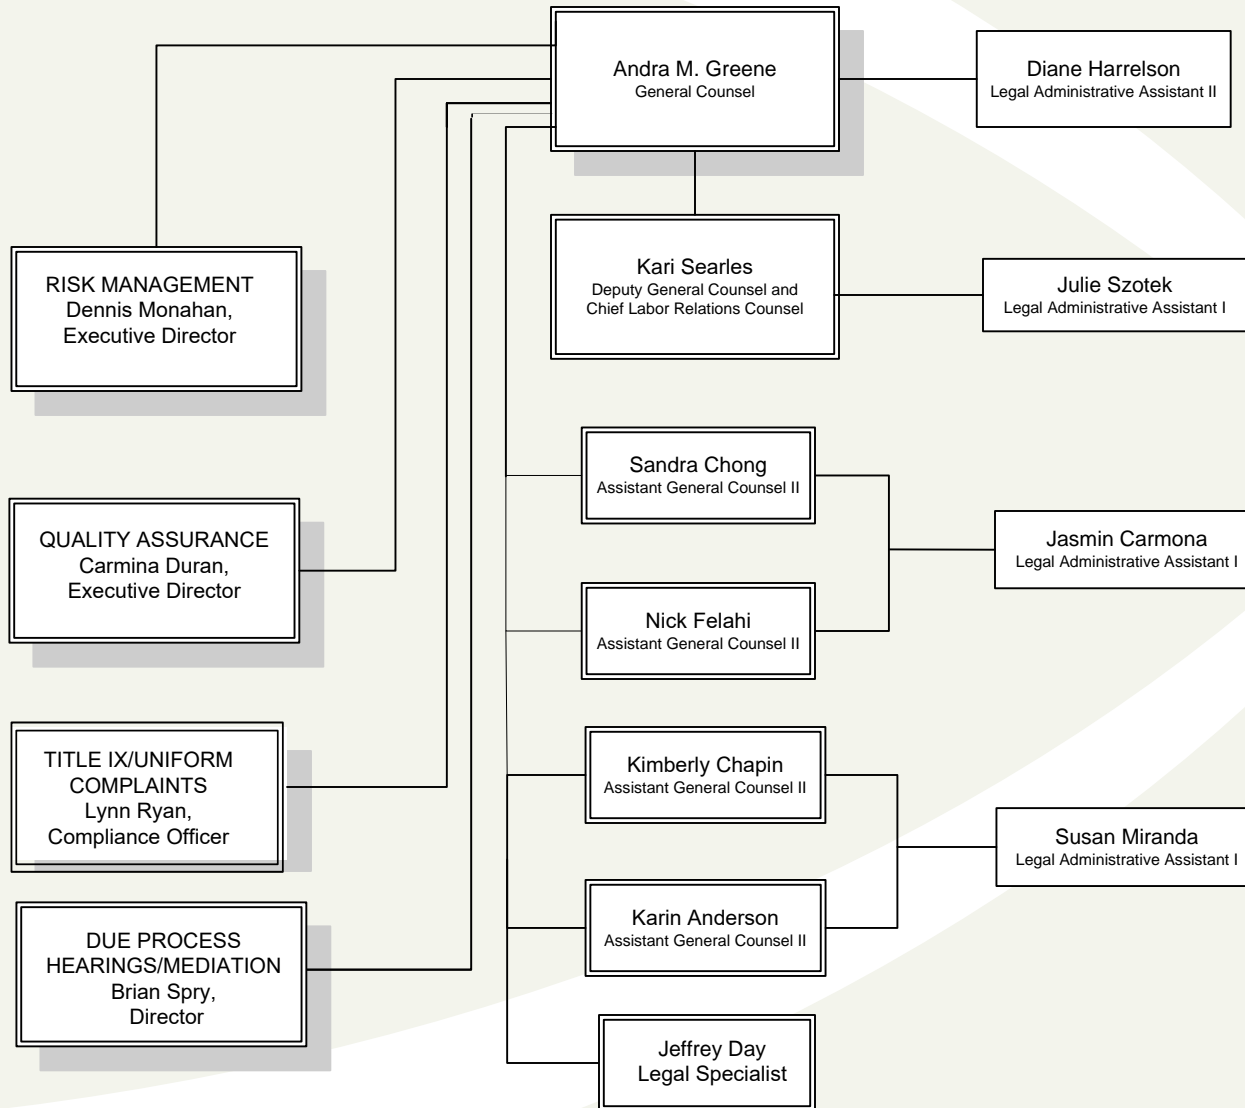 Andra M. Greene
General Counsel
Diane Harrelson
Legal Administrative Assistant II
Kari Searles
Deputy General Counsel and
Chief Labor Relations Counsel
Julie Szotek
Legal Administrative Assistant I
RISK MANAGEMENT
Dennis Monahan,
Executive Director
Sandra Chong
Assistant General Counsel II
Jasmin Carmona
Legal Administrative Assistant I
QUALITY ASSURANCE
Carmina Duran,
Executive Director
Nick Felahi
Assistant General Counsel II
TITLE IX/UNIFORM
COMPLAINTS
Lynn Ryan,
Compliance Officer
Kimberly Chapin
Assistant General Counsel II
Susan Miranda
Legal Administrative Assistant I
Karin Anderson
Assistant General Counsel II
DUE PROCESS
HEARINGS/MEDIATION
Brian Spry,
Director
Jeffrey Day
Legal Specialist